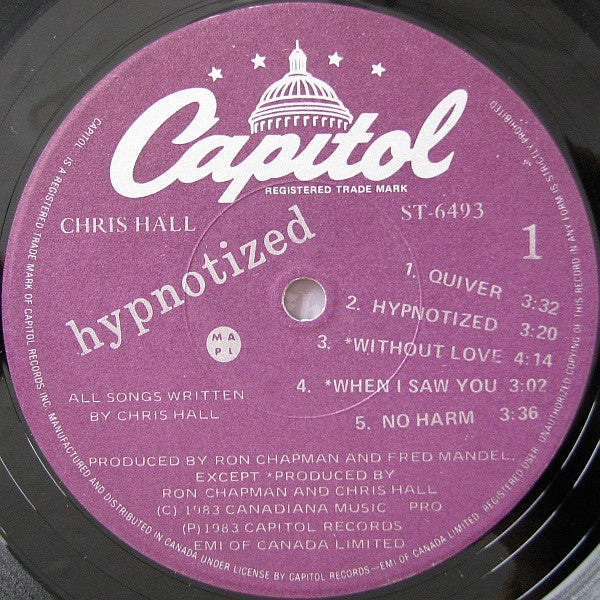 Capitol
REGISTERED TRADE MARK
CHRIS HALL
ST-6493
hypnotized
1
1. QUIVER 3:32
2. HYPNOTIZED 3:20
3. *WITHOUT LOVE 4:14
4. *WHEN I SAW YOU 3:02
5. NO HARM 3:36
M A
P L
ALL SONGS WRITTEN
BY CHRIS HALL
PRODUCED BY RON CHAPMAN AND FRED MANDEL,
EXCEPT *PRODUCED BY
RON CHAPMAN AND CHRIS HALL
(C) 1983 CANADIANA MUSIC PRO
(P) 1983 CAPITOL RECORDS
EMI OF CANADA LIMITED
CAPITOL IS A REGISTERED TRADE MARK OF CAPITOL RECORDS INC. MANUFACTURED AND DISTRIBUTED IN CANADA UNDER LICENSE BY CAPITOL RECORDS—EMI OF CANADA LIMITED, REGISTERED USER. UNAUTHORIZED COPYING OF THIS RECORD IN ANY FORM IS STRICTLY PROHIBITED